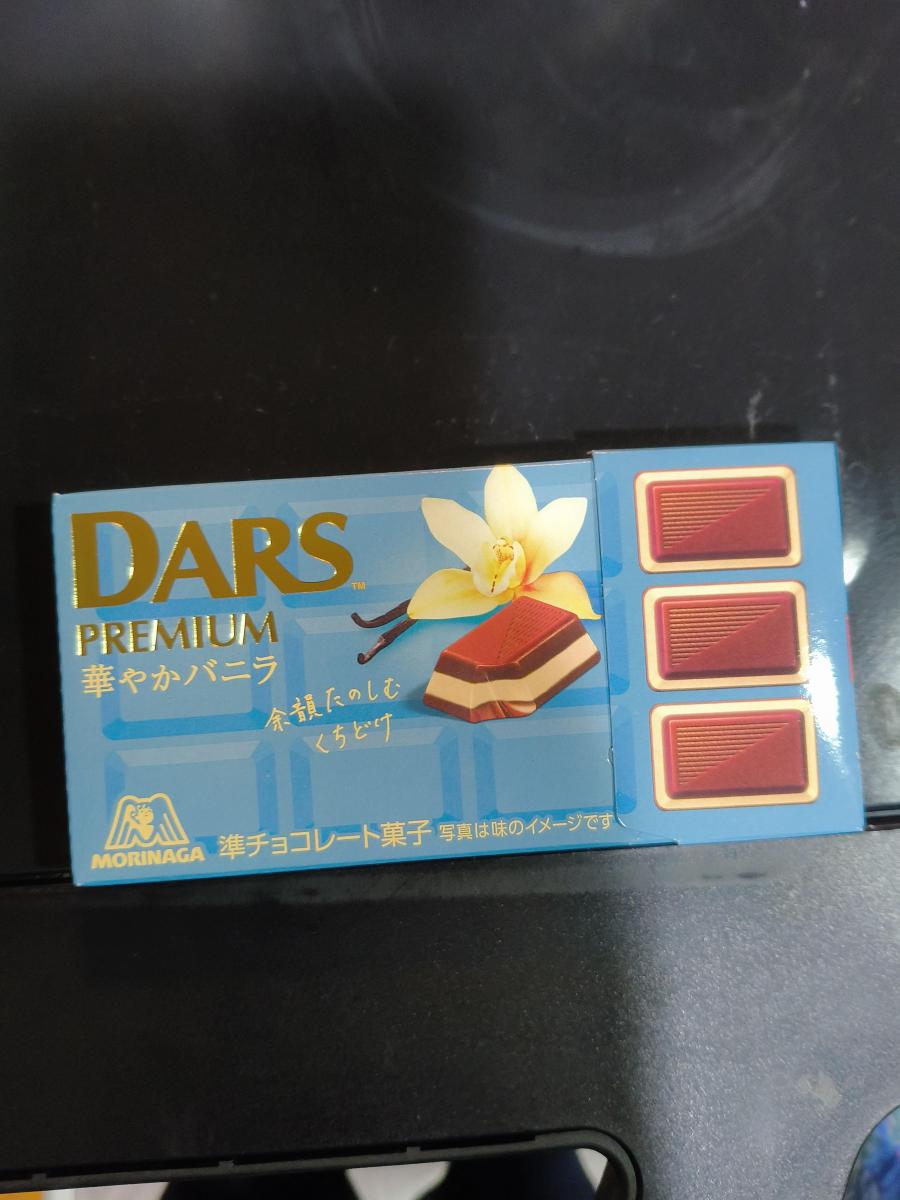 DARS™
PREMIUM
華やかバニラ
余韻たのしむ
くちどけ
MORINAGA
準チョコレート菓子 写真は味のイメージです